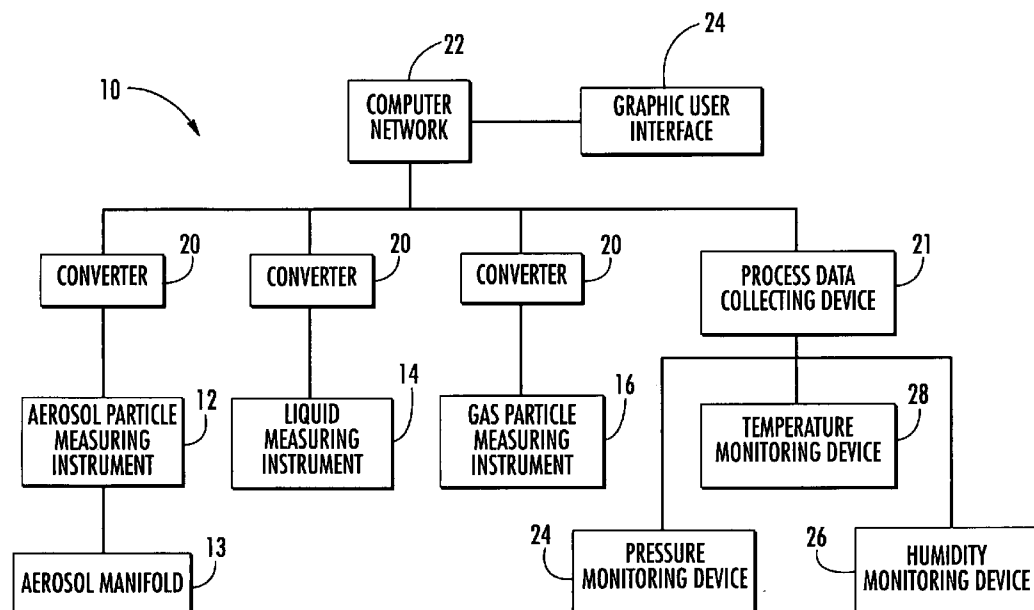 22
24
10
COMPUTER
NETWORK
GRAPHIC USER
INTERFACE
20
20
20
21
CONVERTER
CONVERTER
CONVERTER
PROCESS DATA
COLLECTING DEVICE
12
14
16
28
AEROSOL PARTICLE
MEASURING
INSTRUMENT
LIQUID
MEASURING
INSTRUMENT
GAS PARTICLE
MEASURING
INSTRUMENT
TEMPERATURE
MONITORING DEVICE
13
24
26
AEROSOL MANIFOLD
PRESSURE
MONITORING DEVICE
HUMIDITY
MONITORING DEVICE